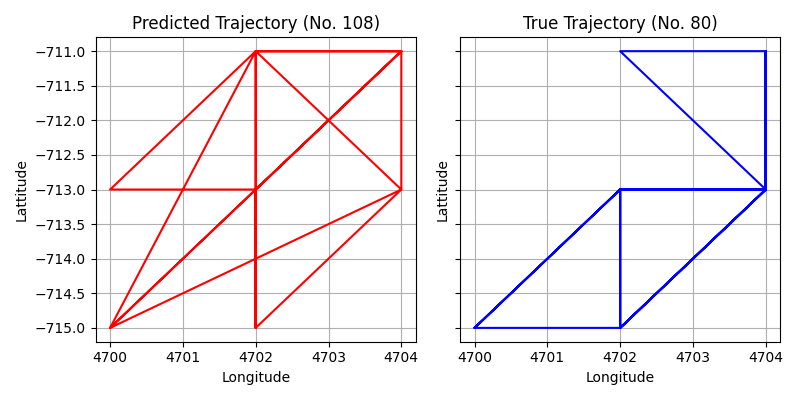 Predicted Trajectory (No. 108)
True Trajectory (No. 80)
Lattitude
−711.0
−711.5
−712.0
−712.5
−713.0
−713.5
−714.0
−714.5
−715.0
4700 4701 4702 4703 4704
Longitude
Lattitude
4700 4701 4702 4703 4704
Longitude